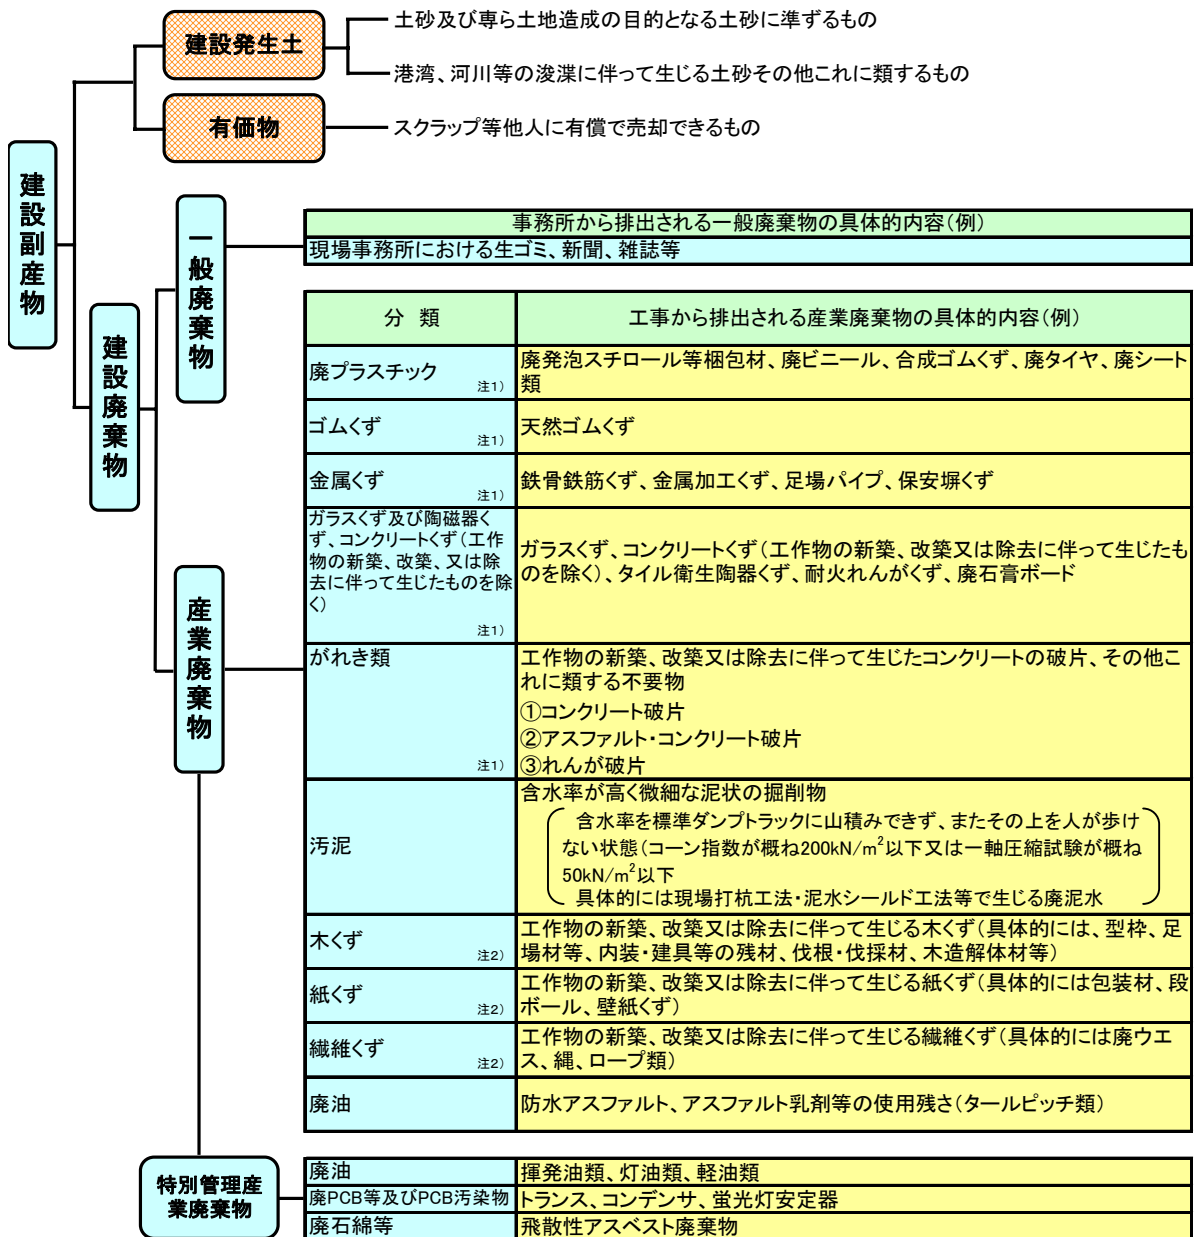 建設発生土
土砂及び専ら土地造成の目的となる土砂に準ずるもの
港湾、河川等の浚渫に伴って生じる土砂その他これに類するもの
有価物
スクラップ等他人に有償で売却できるもの
建設副産物
建設廃棄物
一般廃棄物
事務所から排出される一般廃棄物の具体的内容（例）
現場事務所における生ゴミ、新聞、雑誌等
産業廃棄物
分 類
工事から排出される産業廃棄物の具体的内容（例）
廃プラスチック
注1）
廃発泡スチロール等梱包材、廃ビニール、合成ゴムくず、廃タイヤ、廃シート
類
ゴムくず
注1）
天然ゴムくず
金属くず
注1）
鉄骨鉄筋くず、金属加工くず、足場パイプ、保安塀くず
ガラスくず及び陶磁器く
ず、コンクリートくず（工作
物の新築、改築、又は除
去に伴って生じたものを除
く）
注1）
ガラスくず、コンクリートくず（工作物の新築、改築又は除去に伴って生じたも
のを除く）、タイル衛生陶器くず、耐火れんがくず、廃石膏ボード
がれき類
注1）
工作物の新築、改築又は除去に伴って生じたコンクリートの破片、その他こ
れに類する不要物
①コンクリート破片
②アスファルト・コンクリート破片
③れんが破片
汚泥
含水率が高く微細な泥状の掘削物
含水率を標準ダンプトラックに山積みできず、またその上を人が歩け
ない状態（コーン指数が概ね200kN/m²以下又は一軸圧縮試験が概ね
50kN/m²以下
具体的には現場打杭工法・泥水シールド工法等で生じる廃泥水
木くず
注2）
工作物の新築、改築又は除去に伴って生じる木くず（具体的には、型枠、足
場材等、内装・建具等の残材、伐根・伐採材、木造解体材等）
紙くず
注2）
工作物の新築、改築又は除去に伴って生じる紙くず（具体的には包装材、段
ボール、壁紙くず）
繊維くず
注2）
工作物の新築、改築又は除去に伴って生じる繊維くず（具体的には廃ウエ
ス、縄、ロープ類）
廃油
防水アスファルト、アスファルト乳剤等の使用残さ（タールピッチ類）
特別管理産
業廃棄物
廃油
揮発油類、灯油類、軽油類
廃PCB等及びPCB汚染物
トランス、コンデンサ、蛍光灯安定器
廃石綿等
飛散性アスベスト廃棄物